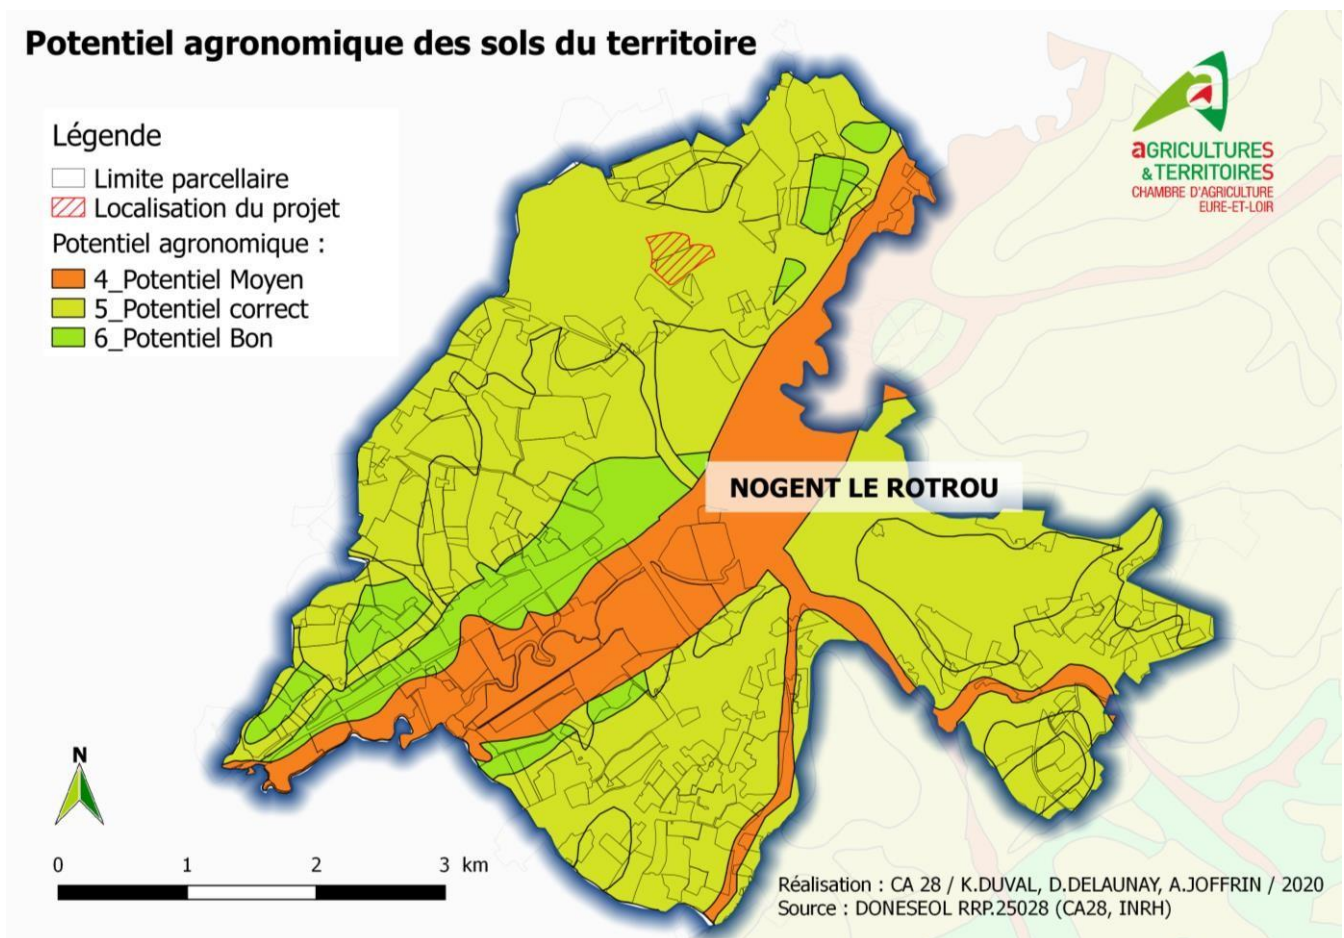 Potentiel agronomique des sols du territoire
Légende
Limite parcellaire
Localisation du projet
Potentiel agronomique :
4_Potentiel Moyen
5_Potentiel correct
6_Potentiel Bon
a
aGRICULTURES
& TERRITOIRES
CHAMBRE D'AGRICULTURE
EURE-ET-LOIR
NOGENT LE ROTROU
N
0 1 2 3 km
Réalisation : CA 28 / K.DUVAL, D.DELAUNAY, A.JOFFRIN / 2020
Source : DONESEOL RRP.25028 (CA28, INRH)